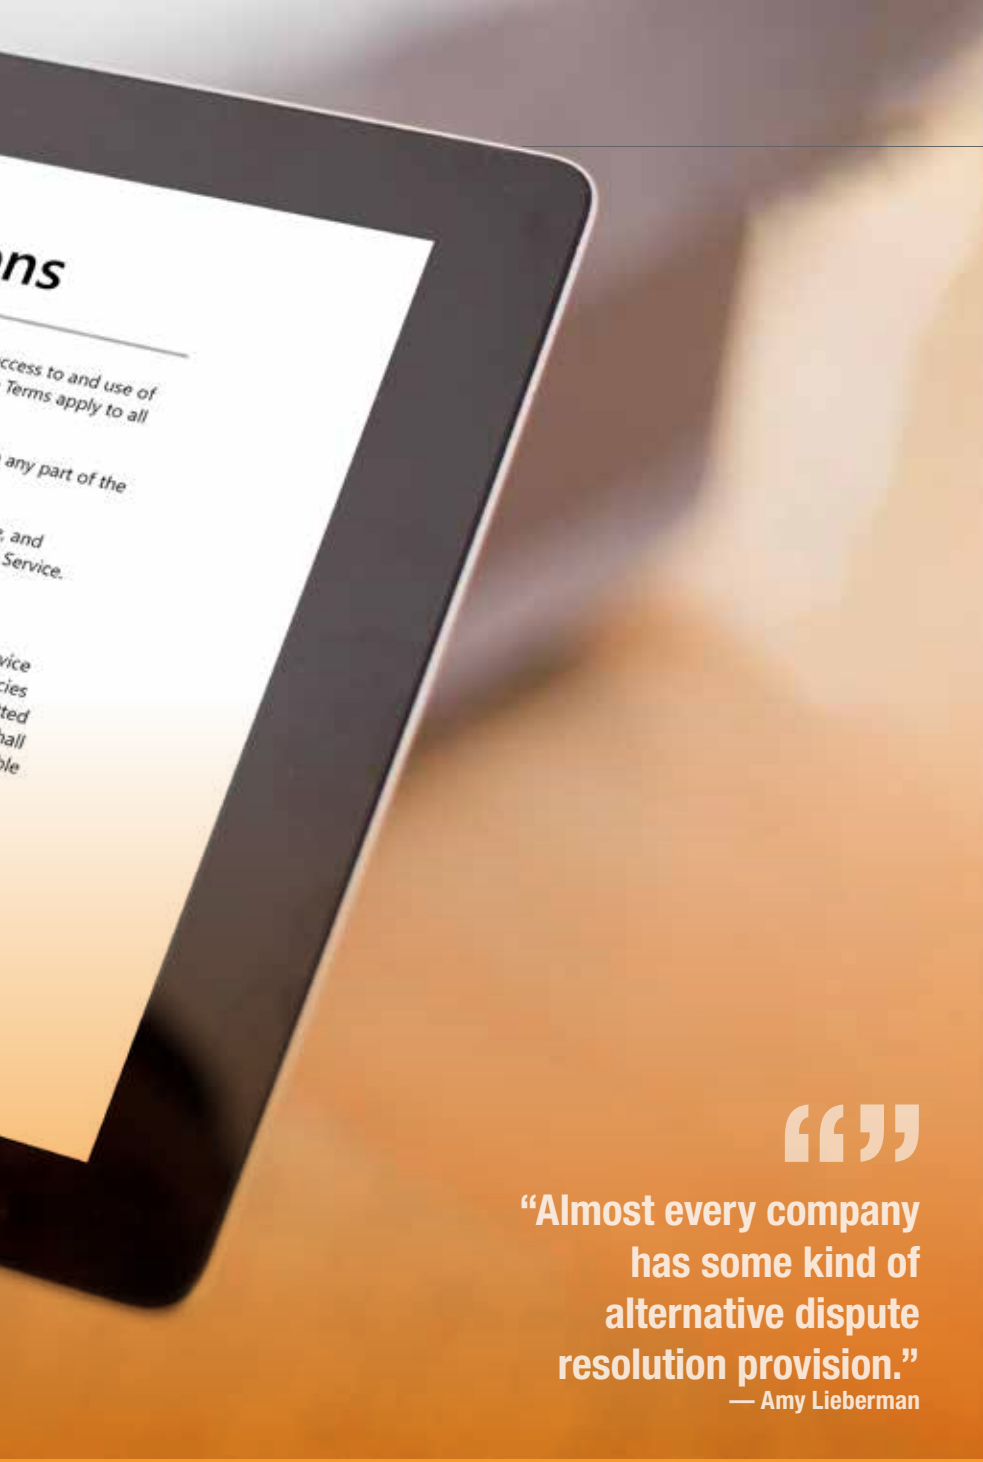 ns
ccess to and use of
Terms apply to all
any part of the
, and
Service.
vice
cies
ted
hall
ble
“”
“Almost every company
has some kind of
alternative dispute
resolution provision.”
— Amy Lieberman